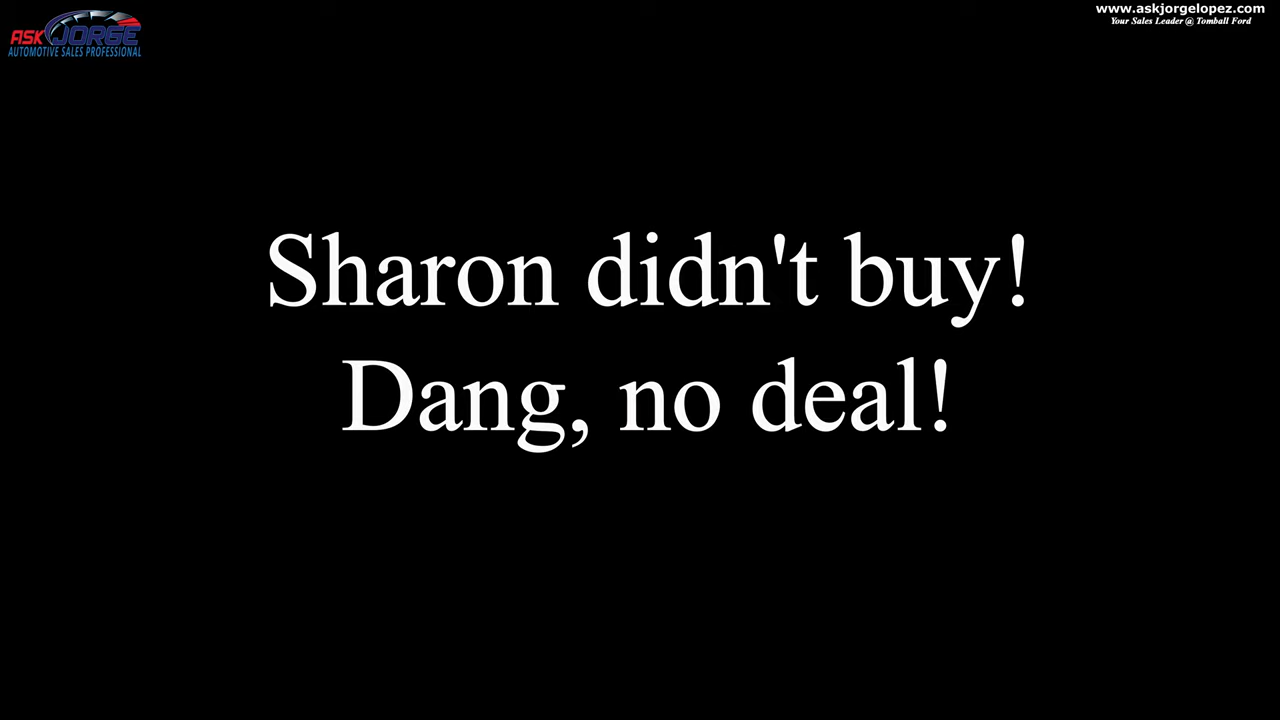 ASK JORGE
AUTOMOTIVE SALES PROFESSIONAL
www.askjorgelopez.com
Your Sales Leader @ Tomball Ford
Sharon didn't buy!
Dang, no deal!